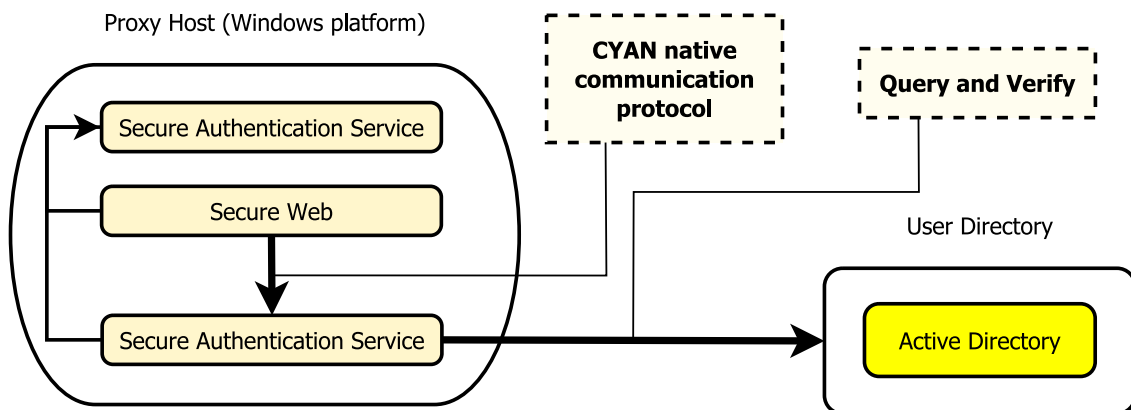 Proxy Host (Windows platform)
CYAN native
communication
protocol
Query and Verify
Secure Authentication Service
Secure Web
User Directory
Secure Authentication Service
Active Directory